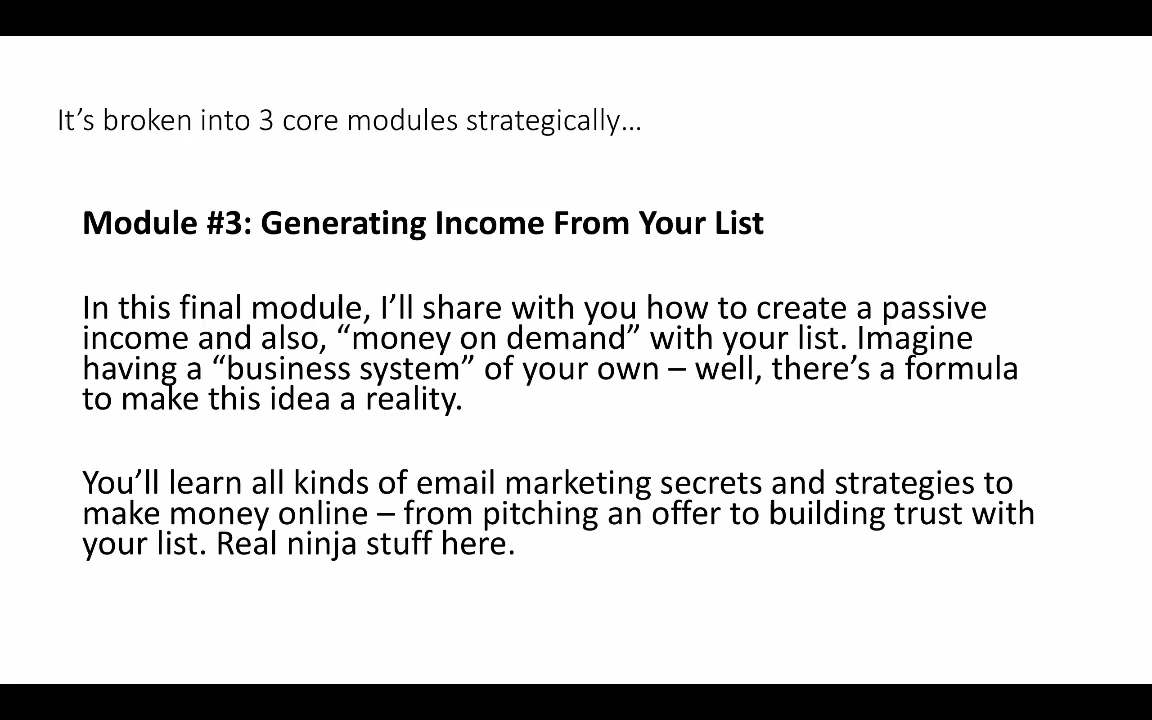 It’s broken into 3 core modules strategically…
Module #3: Generating Income From Your List
In this final module, I’ll share with you how to create a passive
income and also, “money on demand” with your list. Imagine
having a “business system” of your own – well, there’s a formula
to make this idea a reality.
You’ll learn all kinds of email marketing secrets and strategies to
make money online – from pitching an offer to building trust with
your list. Real ninja stuff here.